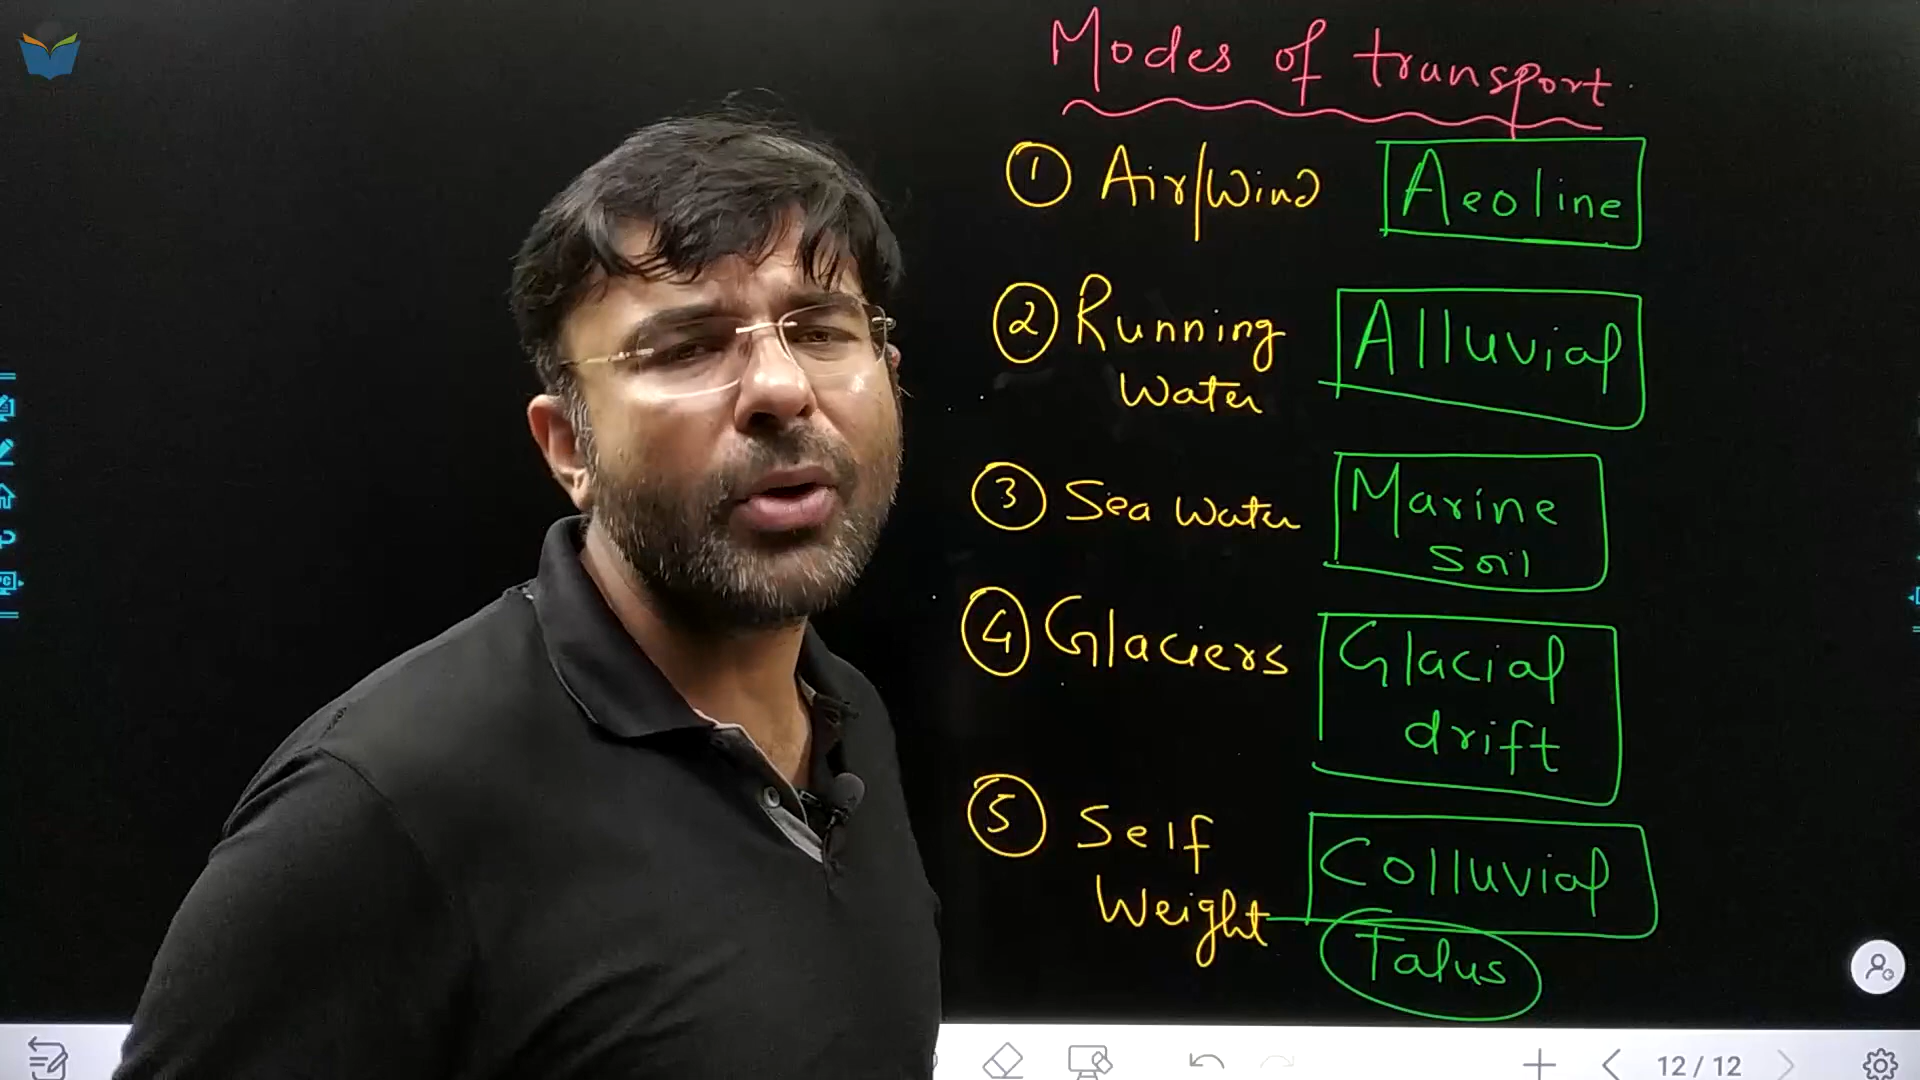 Modes of transport
① Air/Wind Aeoline
② Running Water Alluvial
③ Sea Water Marine Soil
④ Glaciers Glacial drift
⑤ Self Weight Colluvial
Talus
12 / 12